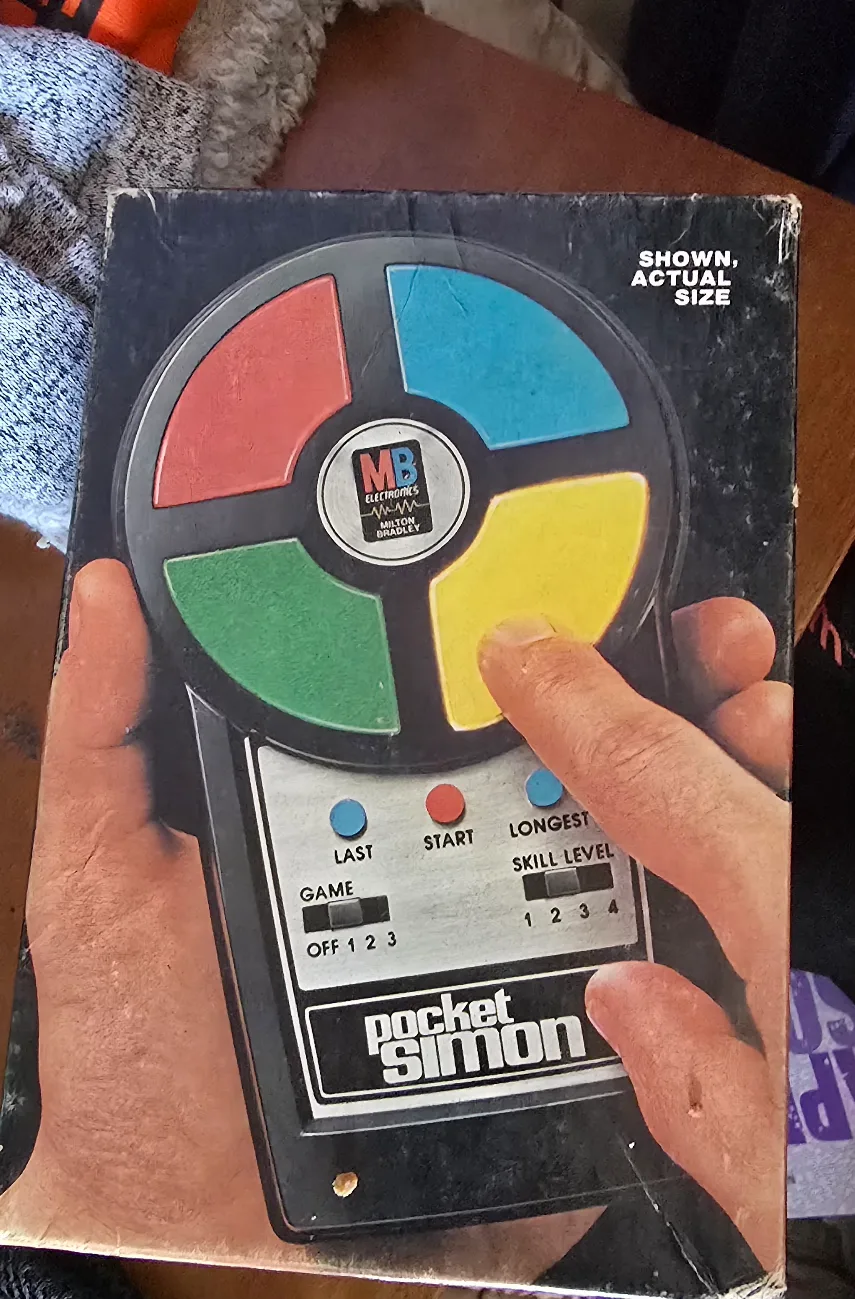 SHOWN,
ACTUAL
SIZE
MB
ELECTRONICS
MILTON
BRADLEY
LAST
START
LONGEST
GAME
OFF 1 2 3
SKILL LEVEL
1 2 3 4
pocket
simon